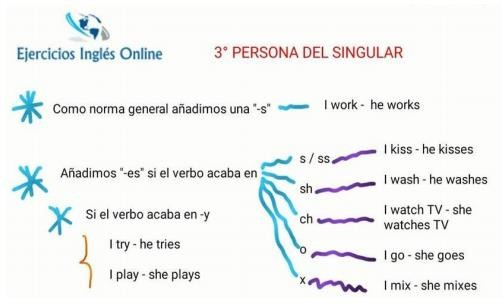 Ejercicios Inglés Online
3° PERSONA DEL SINGULAR
Como norma general añadimos una "-s"
I work - he works
Añadimos "-es" si el verbo acaba en
s / ss
I kiss - he kisses
sh
I wash - he washes
ch
I watch TV - she
watches TV
o
I go - she goes
x
I mix - she mixes
Si el verbo acaba en -y
I try - he tries
I play - she plays